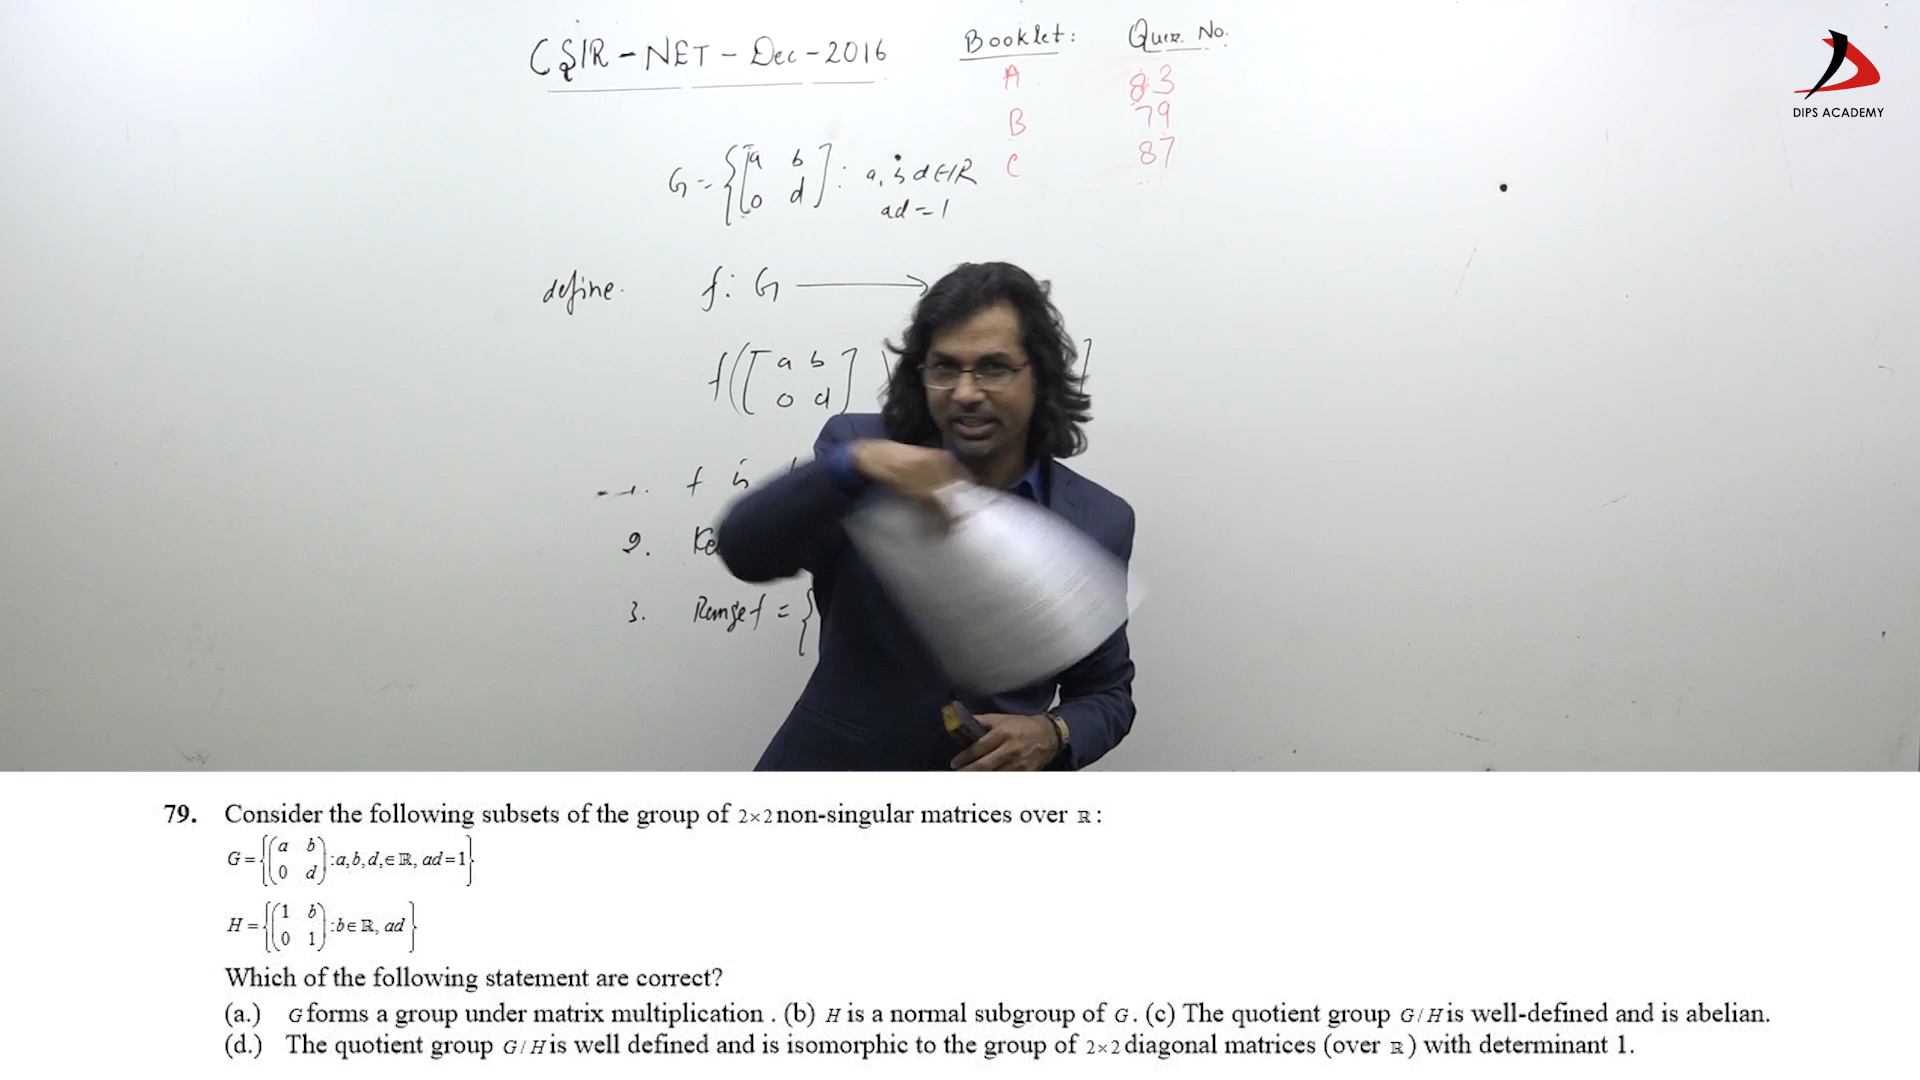 CSIR - NET - Dec - 2016
Booklet: Ques. No.
A 83
B 79
C 87
G = { [a b
0 d] : a, b, d ∈ IR
ad = 1
define. f: G ⟶
f([a b
0 d])
1. f is
2. Ke
3. Range f = {
DIPS ACADEMY
79. Consider the following subsets of the group of 2×2 non-singular matrices over ℝ:
G = {(a b
0 d) : a, b, d, ∈ ℝ, ad = 1}
H = {(1 b
0 1) : b ∈ ℝ, ad}
Which of the following statement are correct?
(a.) G forms a group under matrix multiplication . (b) H is a normal subgroup of G. (c) The quotient group G / H is well-defined and is abelian.
(d.) The quotient group G / H is well defined and is isomorphic to the group of 2×2 diagonal matrices (over ℝ) with determinant 1.